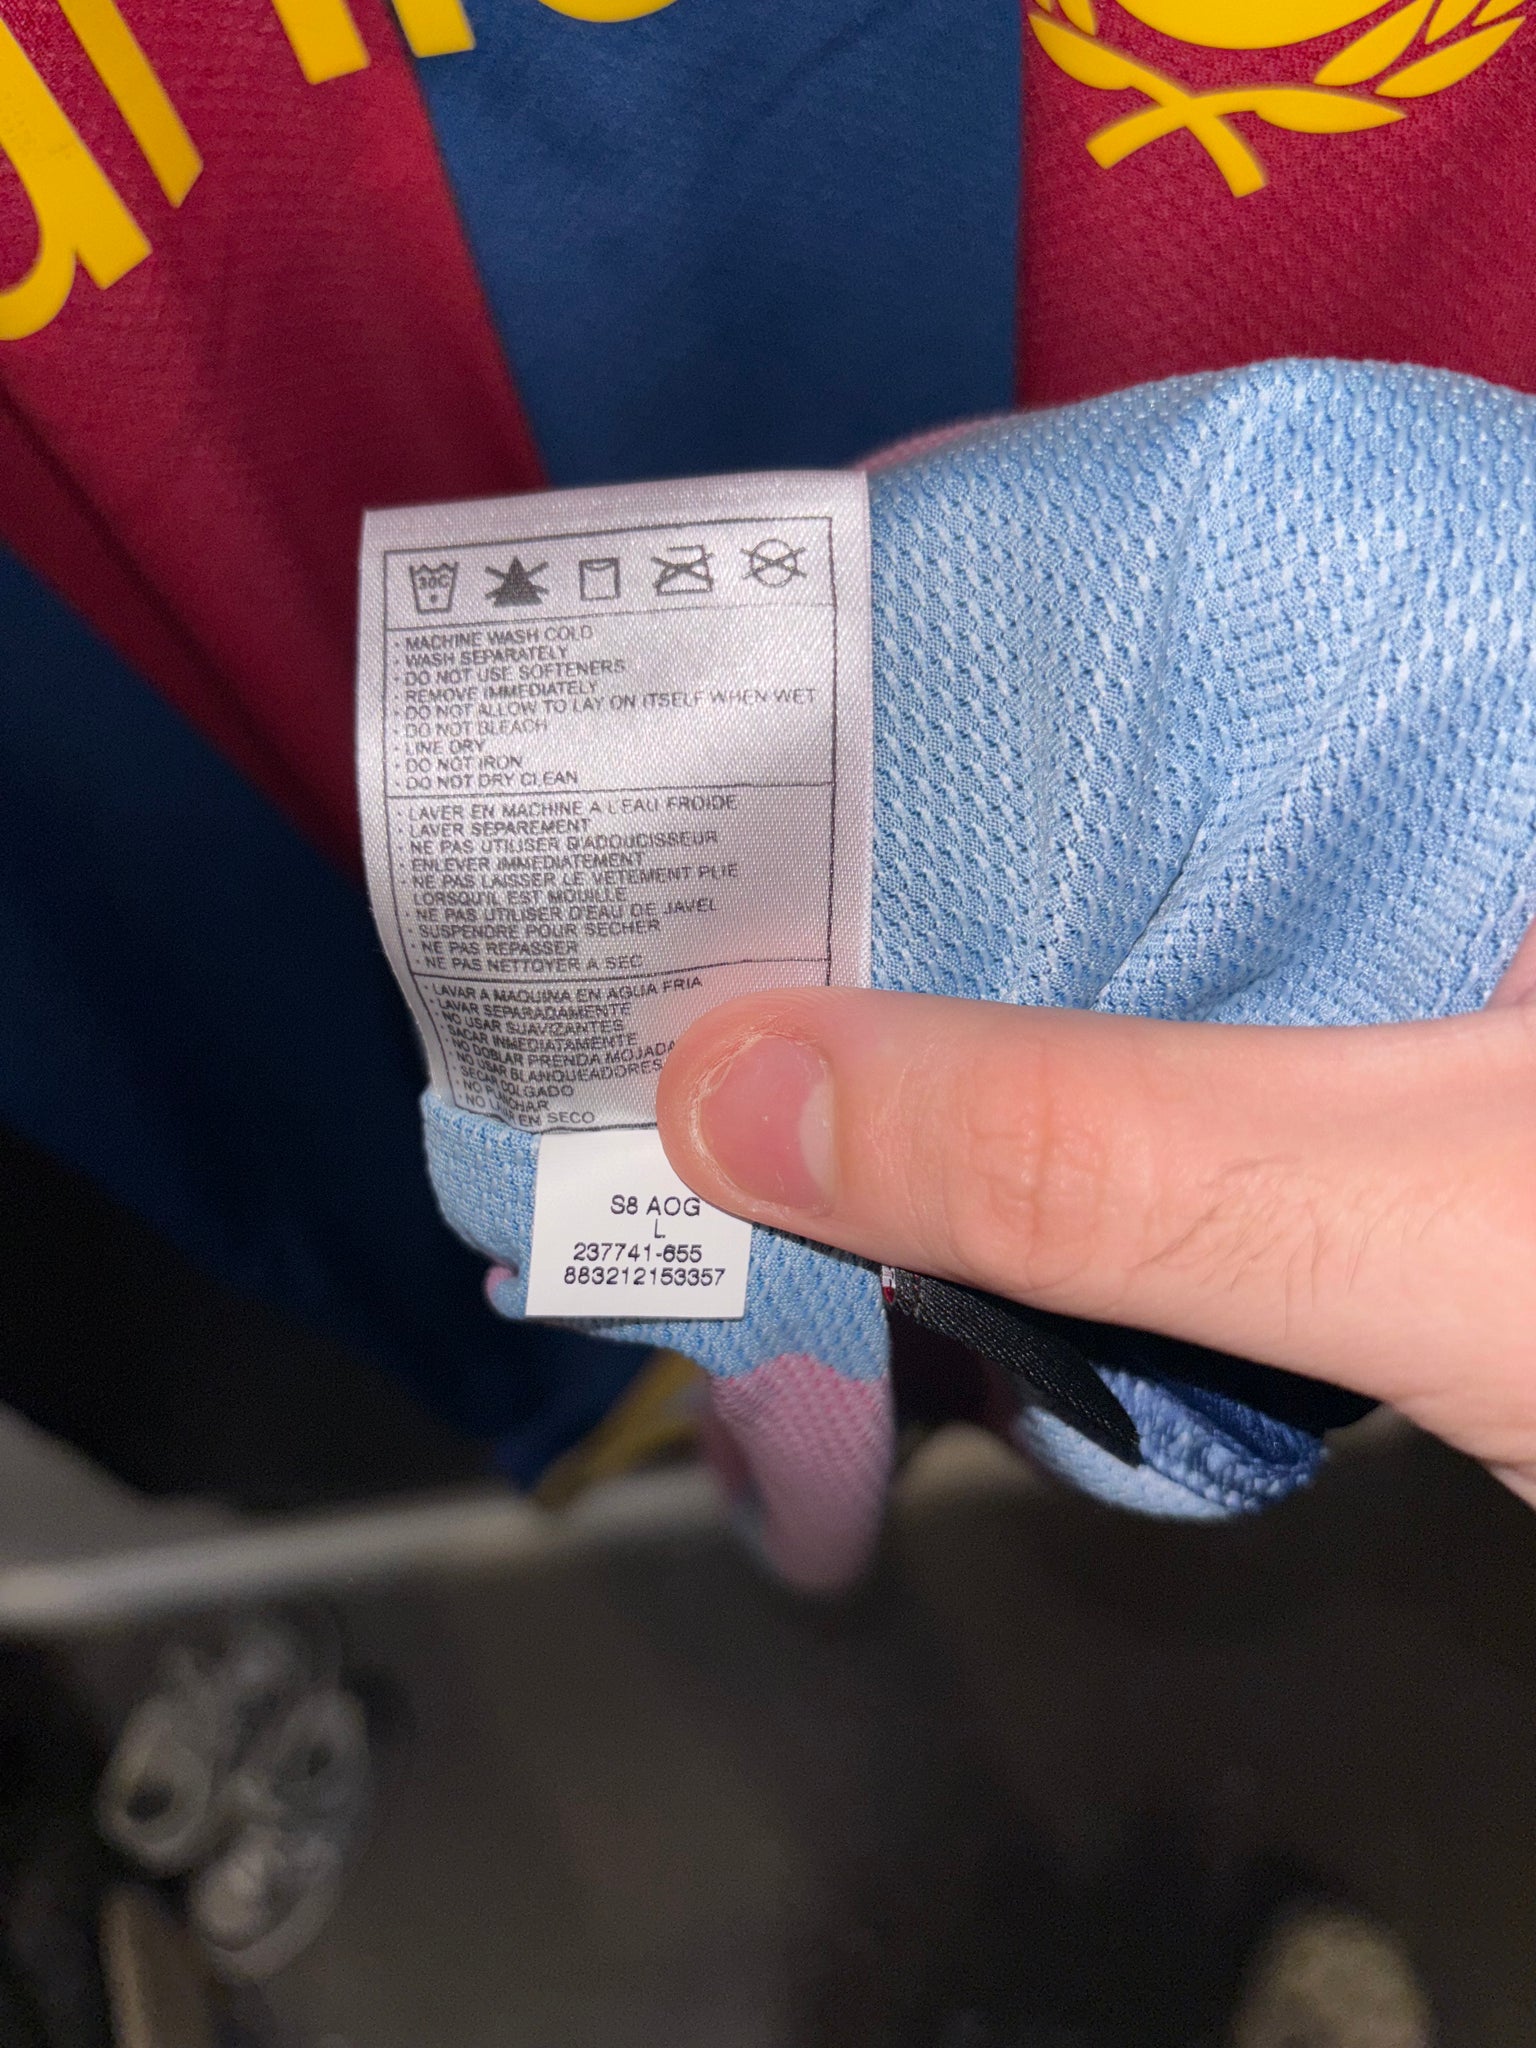 30C
· MACHINE WASH COLD
· WASH SEPARATELY
· DO NOT USE SOFTENERS
· REMOVE IMMEDIATELY
· DO NOT ALLOW TO LAY ON ITSELF WHEN WET
· DO NOT BLEACH
· LINE DRY
· DO NOT IRON
· DO NOT DRY CLEAN
· LAVER EN MACHINE A L'EAU FROIDE
· LAVER SEPAREMENT
· NE PAS UTILISER D'ADOUCISSEUR
· ENLEVER IMMEDIATEMENT
· NE PAS LAISSER LE VETEMENT PLIE
LORSQU'IL EST MOUILLE
· NE PAS UTILISER D'EAU DE JAVEL
· SUSPENDRE POUR SECHER
· NE PAS REPASSER
· NE PAS NETTOYER A SEC
· LAVAR A MAQUINA EN AGUA FRIA
· LAVAR SEPARADAMENTE
· NO USAR SUAVIZANTES
· SACAR INMEDIATAMENTE
· NO DOBLAR PRENDA MOJADA
· NO USAR BLANQUEADORES
· SECAR COLGADO
· NO PLANCHAR
· NO LAVAR EN SECO
S8 AOG
L
237741-655
883212153357